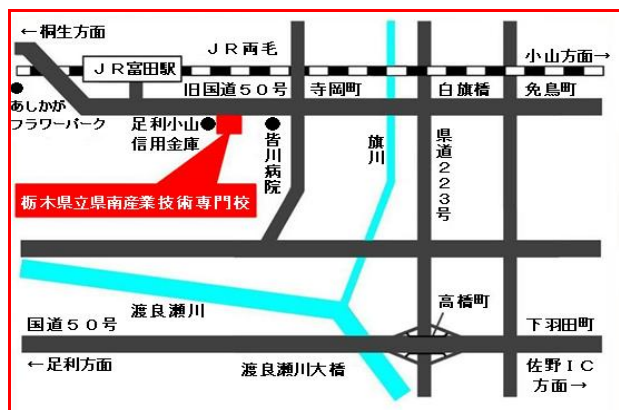 ←桐生方面
JR両毛
小山方面→
JR富田駅
旧国道50号
寺岡町
白旗橋
免鳥町
あしかが
フラワーパーク
足利小山
信用金庫
皆川病院
旗川
県道223号
栃木県立県南産業技術専門校
渡良瀬川
高橋町
国道50号
下羽田町
←足利方面
渡良瀬川大橋
佐野IC
方面→